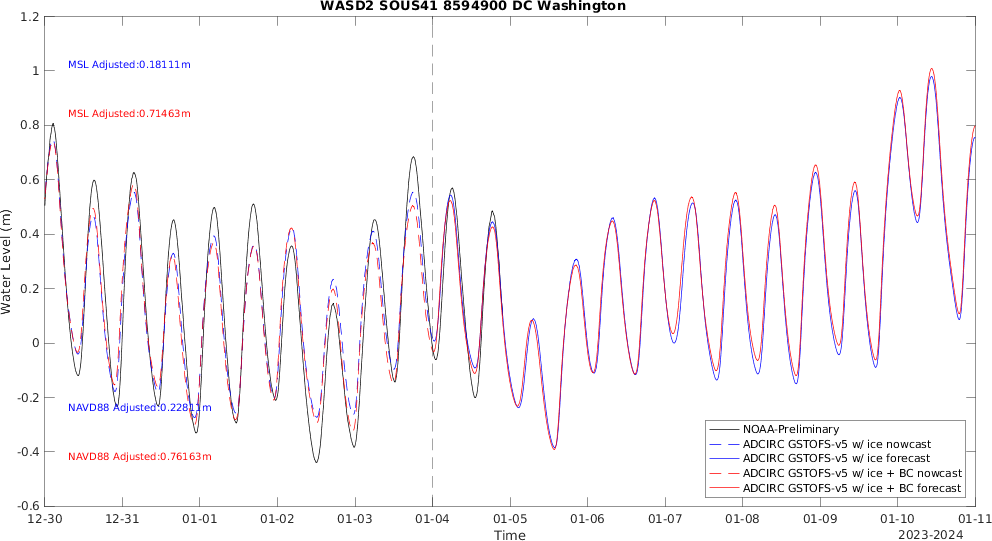 WASD2 SOUS41 8594900 DC Washington
1.2
1
0.8
0.6
0.4
0.2
0
-0.2
-0.4
-0.6
Water Level (m)
MSL Adjusted:0.18111m
MSL Adjusted:0.71463m
NAVD88 Adjusted:0.22811m
NAVD88 Adjusted:0.76163m
NOAA-Preliminary
ADCIRC GSTOFS-v5 w/ ice nowcast
ADCIRC GSTOFS-v5 w/ ice forecast
ADCIRC GSTOFS-v5 w/ ice + BC nowcast
ADCIRC GSTOFS-v5 w/ ice + BC forecast
12-30 12-31 01-01 01-02 01-03 01-04 01-05 01-06 01-07 01-08 01-09 01-10 01-11
Time
2023-2024